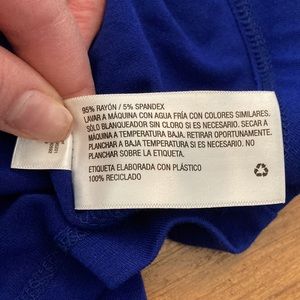 95% RAYÓN / 5% SPANDEX
LAVAR A MÁQUINA CON AGUA FRÍA CON COLORES SIMILARES.
SÓLO BLANQUEADOR SIN CLORO SI ES NECESARIO. SECAR A
MÁQUINA A TEMPERATURA BAJA. RETIRAR OPORTUNAMENTE.
PLANCHAR A BAJA TEMPERATURA SI ES NECESARIO. NO
PLANCHAR SOBRE LA ETIQUETA.
ETIQUETA ELABORADA CON PLÁSTICO
100% RECICLADO